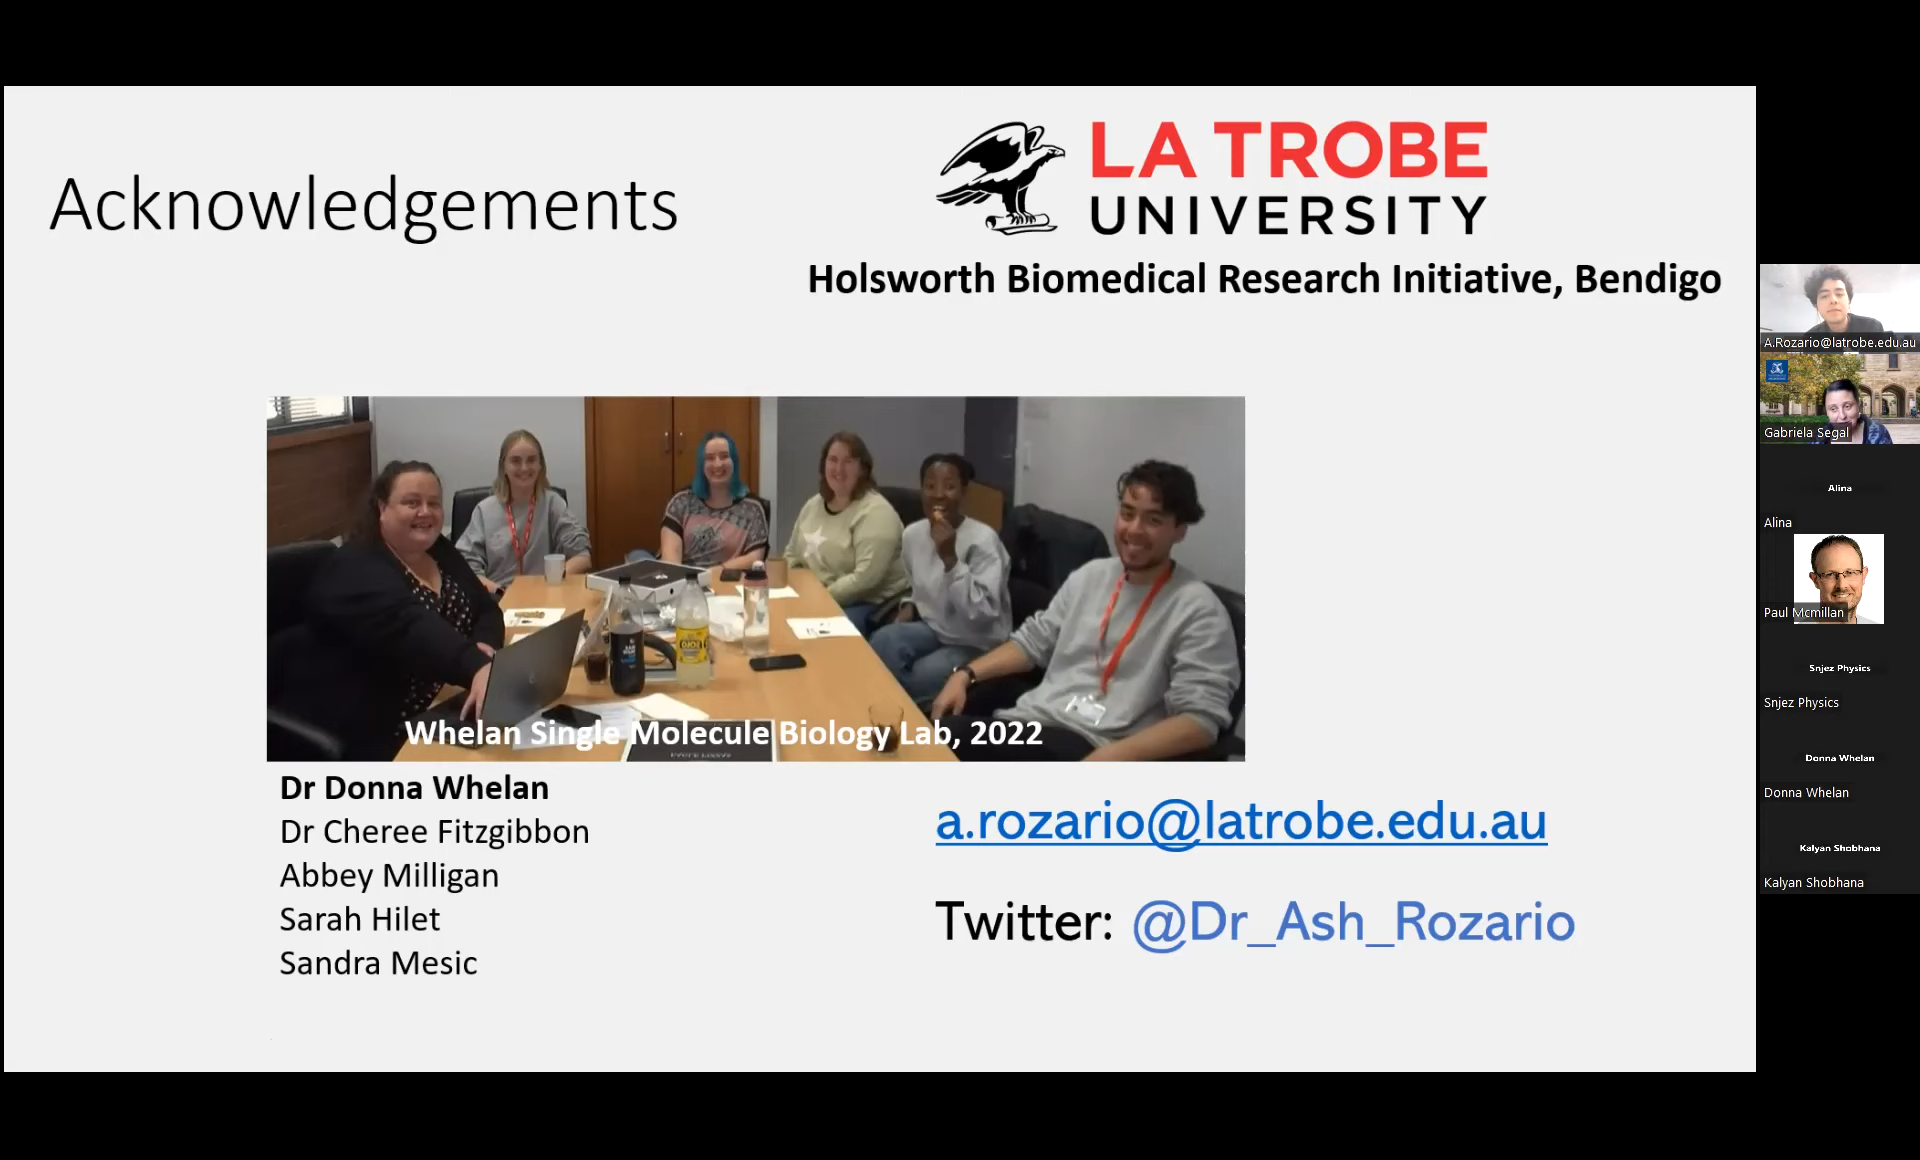 Acknowledgements
LA TROBE
UNIVERSITY
Holsworth Biomedical Research Initiative, Bendigo
Whelan Single Molecule Biology Lab, 2022
Dr Donna Whelan
Dr Cheree Fitzgibbon
Abbey Milligan
Sarah Hilet
Sandra Mesic
a.rozario@latrobe.edu.au
Twitter: @Dr_Ash_Rozario
A.Rozario@latrobe.edu.au
Gabriela Segal
Alina
Alina
Paul Mcmillan
Snjez Physics
Snjez Physics
Donna Whelan
Donna Whelan
Kalyan Shobhana
Kalyan Shobhana